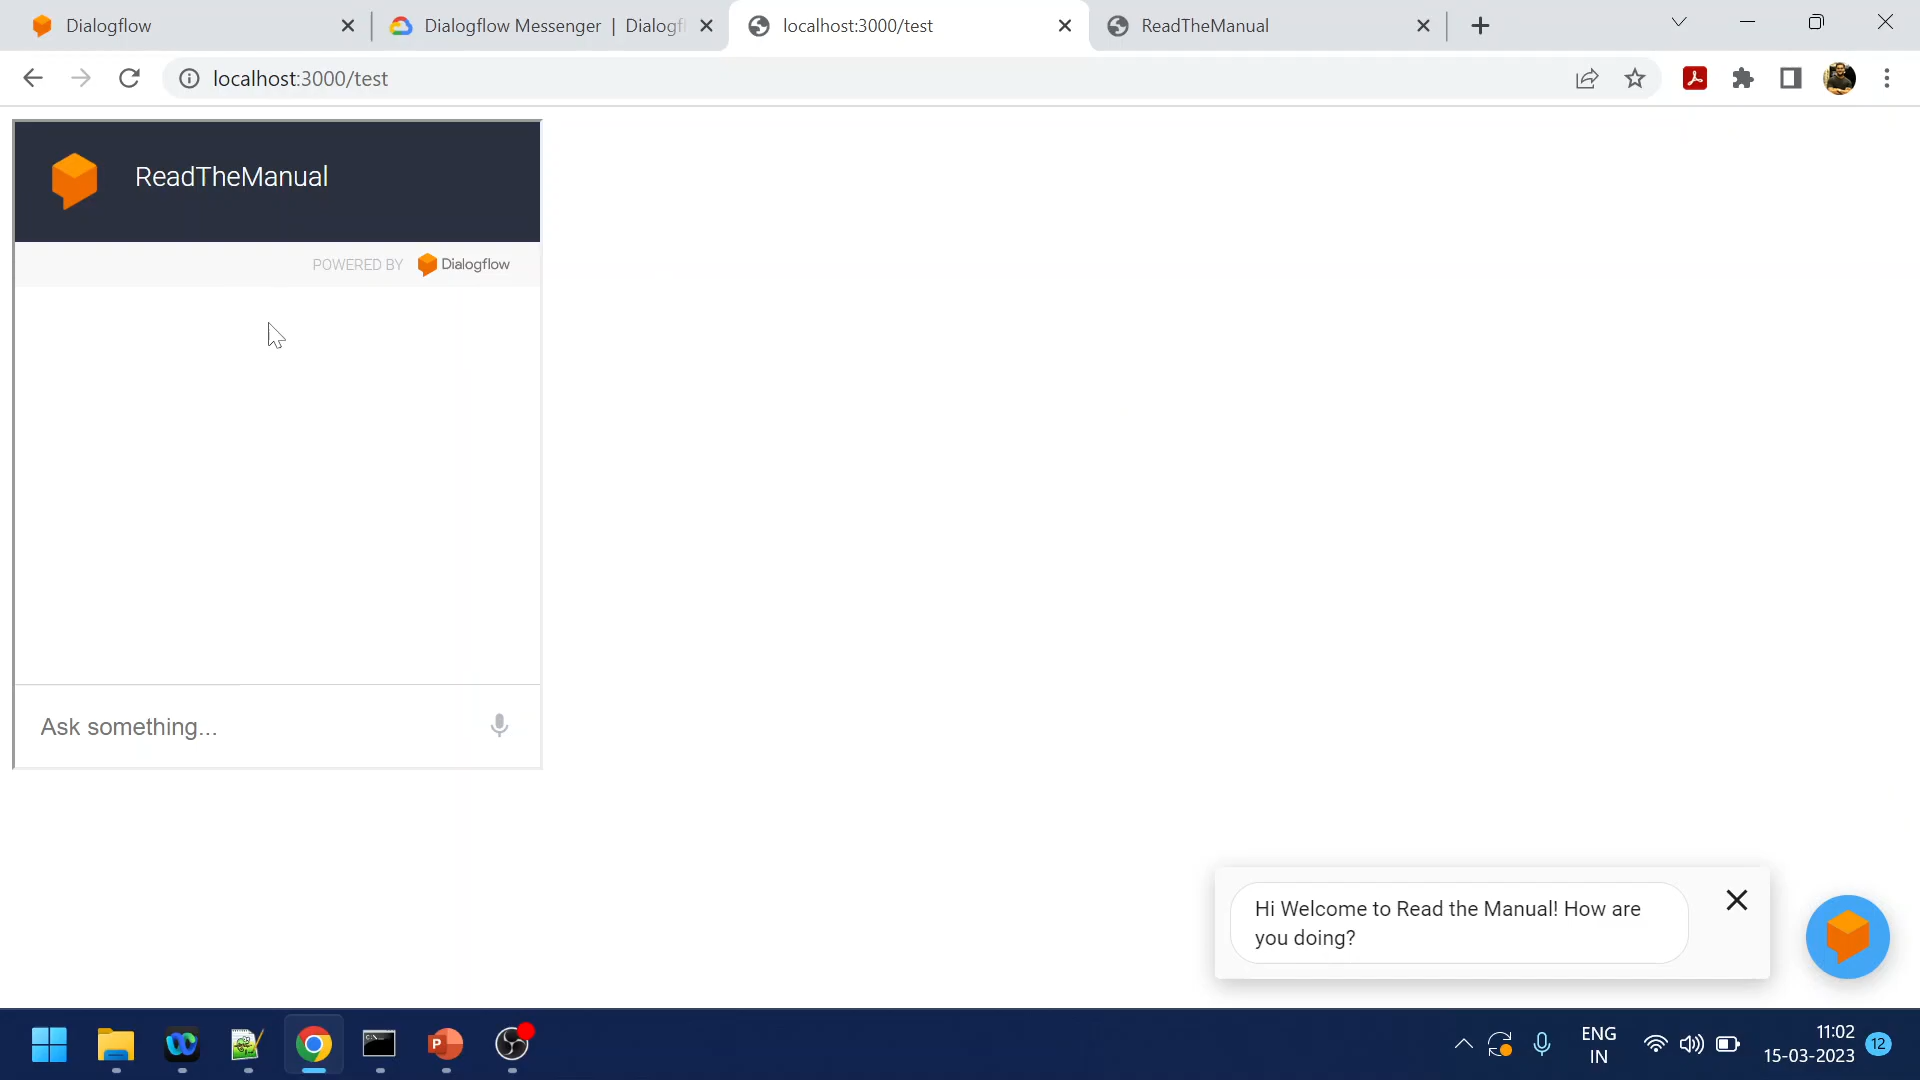 Dialogflow
Dialogflow Messenger | Dialogfl
localhost:3000/test
ReadTheManual
localhost:3000/test
ReadTheManual
POWERED BY Dialogflow
Ask something...
Hi Welcome to Read the Manual! How are
you doing?
ENG
IN
11:02
15-03-2023
12